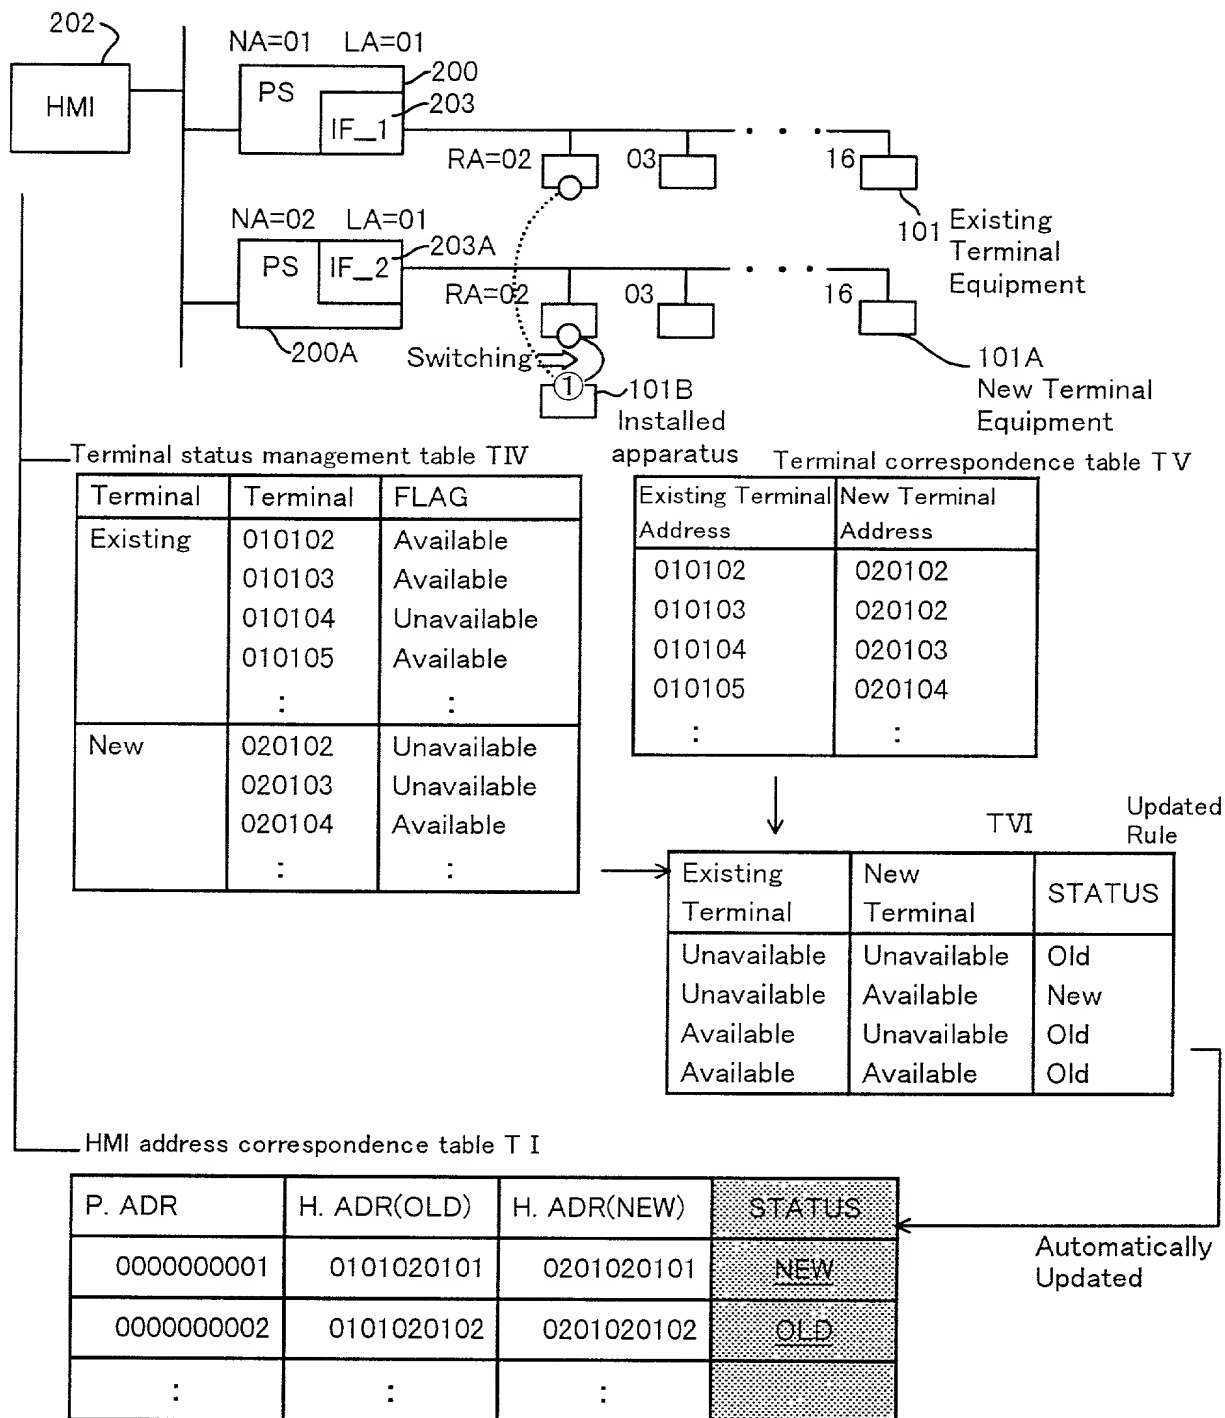 202
NA=01 LA=01
HMI
PS
200
IF_1
203
RA=02
03
16
101 Existing
Terminal
Equipment
NA=02 LA=01
PS
IF_2
203A
RA=02
03
16
200A
Switching
1
101B
Installed
apparatus
101A
New Terminal
Equipment
Terminal status management table TIV
Terminal Terminal FLAG
Existing 010102 Available
010103 Available
010104 Unavailable
010105 Available
: :
New 020102 Unavailable
020103 Unavailable
020104 Available
: :
Terminal correspondence table TV
Existing Terminal New Terminal
Address Address
010102 020102
010103 020102
010104 020103
010105 020104
: :
TVI
Updated
Rule
Existing New
Terminal Terminal STATUS
Unavailable Unavailable Old
Unavailable Available New
Available Unavailable Old
Available Available Old
HMI address correspondence table T I
P. ADR H. ADR(OLD) H. ADR(NEW) STATUS
0000000001 0101020101 0201020101 NEW
0000000002 0101020102 0201020102 OLD
: : :
Automatically
Updated